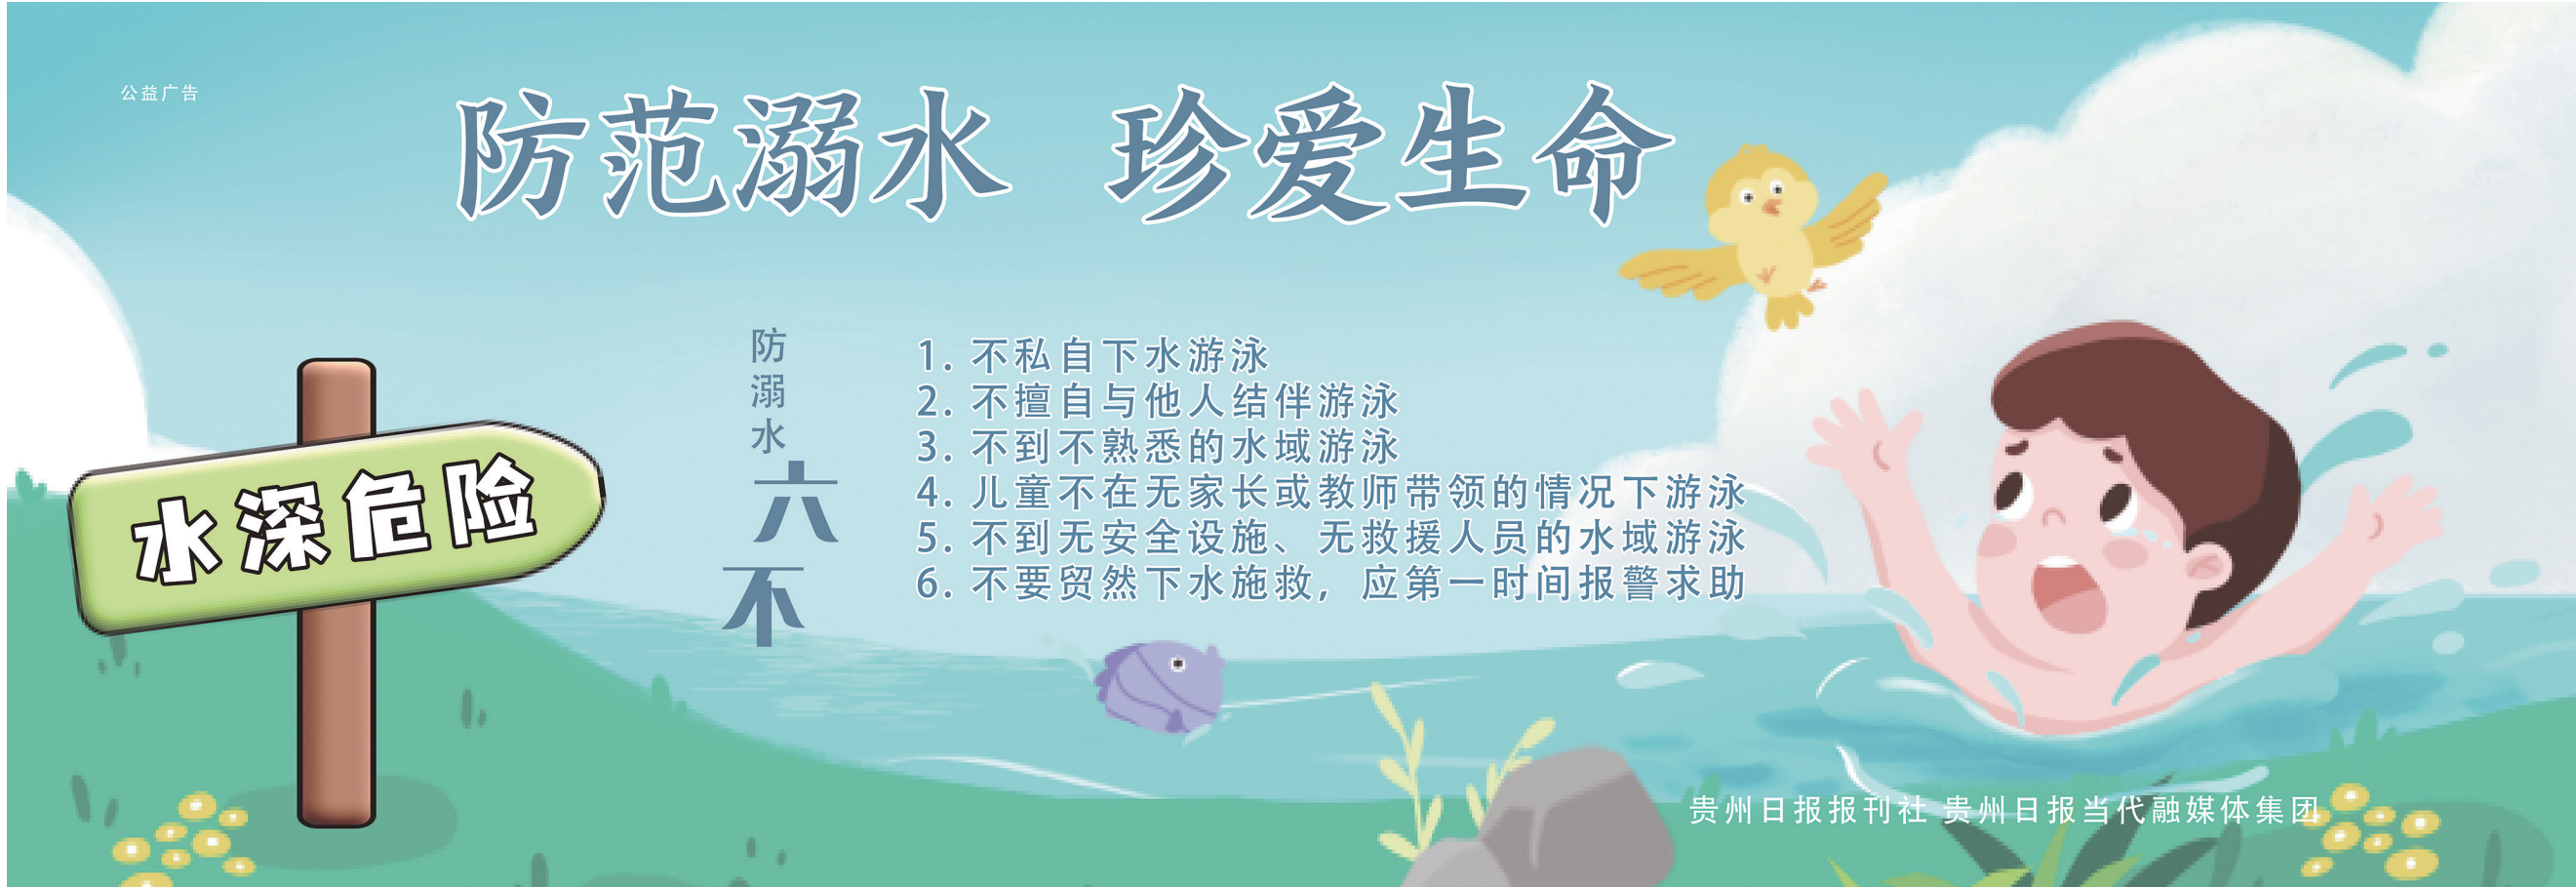 公益广告
防范溺水 珍爱生命
水深危险
防溺水
六不
1. 不私自下水游泳
2. 不擅自与他人结伴游泳
3. 不到不熟悉的水域游泳
4. 儿童不在无家长或教师带领的情况下游泳
5. 不到无安全设施、无救援人员的水域游泳
6. 不要贸然下水施救，应第一时间报警求助
贵州日报报刊社 贵州日报当代融媒体集团